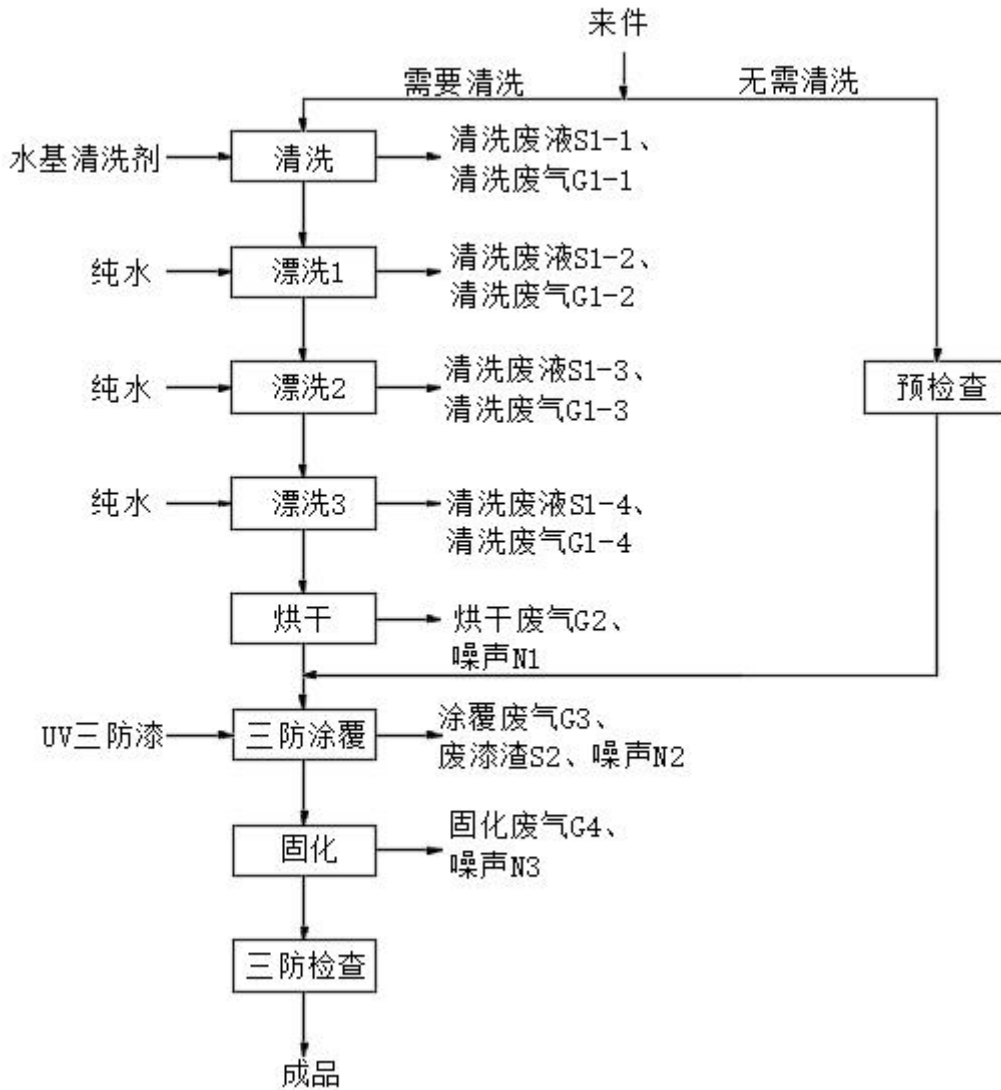 来件
需要清洗
无需清洗
水基清洗剂
清洗
清洗废液S1-1、
清洗废气G1-1
纯水
漂洗1
清洗废液S1-2、
清洗废气G1-2
纯水
漂洗2
清洗废液S1-3、
清洗废气G1-3
预检查
纯水
漂洗3
清洗废液S1-4、
清洗废气G1-4
烘干
烘干废气G2、
噪声N1
UV三防漆
三防涂覆
涂覆废气G3、
废漆渣S2、噪声N2
固化
固化废气G4、
噪声N3
三防检查
成品